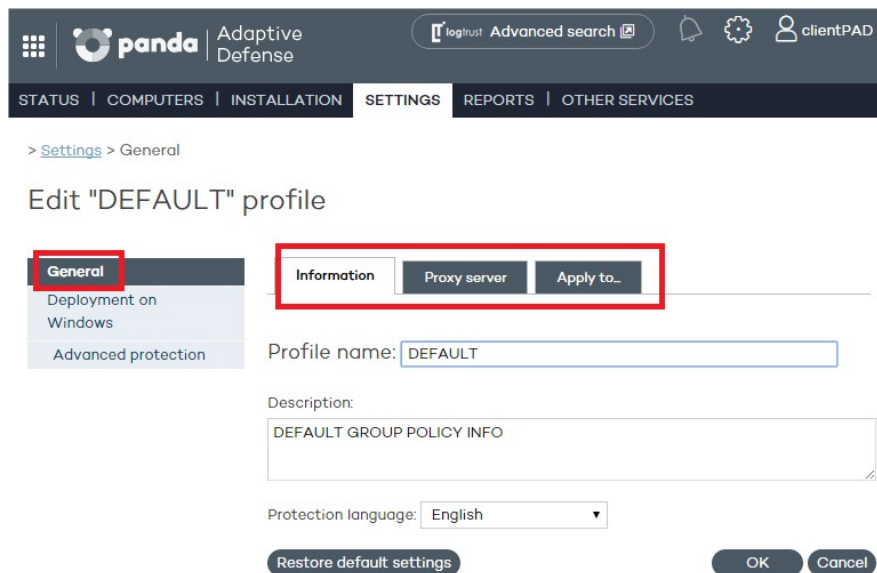 panda Adaptive Defense
logtrust Advanced search
clientPAD
STATUS | COMPUTERS | INSTALLATION SETTINGS REPORTS | OTHER SERVICES
> Settings > General
Edit "DEFAULT" profile
General
Deployment on
Windows
Advanced protection
Information Proxy server Apply to...
Profile name: DEFAULT
Description:
DEFAULT GROUP POLICY INFO
Protection language: English
Restore default settings OK Cancel